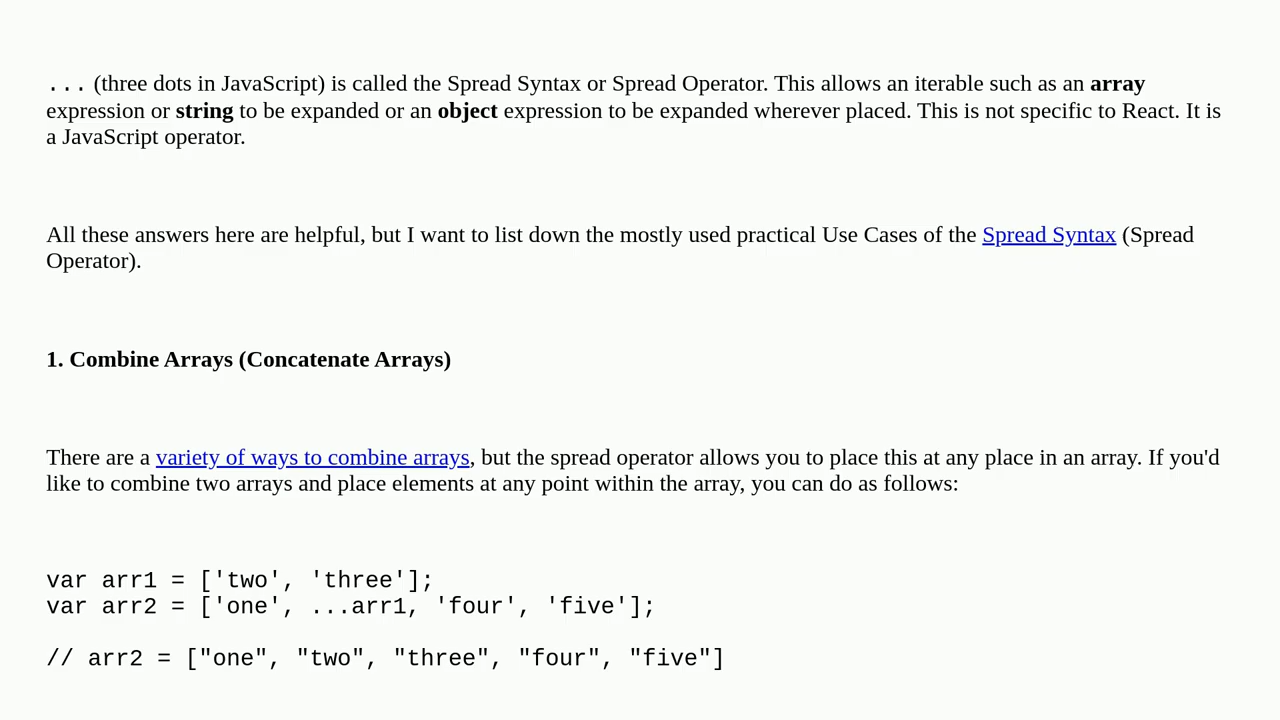 ... (three dots in JavaScript) is called the Spread Syntax or Spread Operator. This allows an iterable such as an array
expression or string to be expanded or an object expression to be expanded wherever placed. This is not specific to React. It is
a JavaScript operator.
All these answers here are helpful, but I want to list down the mostly used practical Use Cases of the Spread Syntax (Spread
Operator).
1. Combine Arrays (Concatenate Arrays)
There are a variety of ways to combine arrays, but the spread operator allows you to place this at any place in an array. If you'd
like to combine two arrays and place elements at any point within the array, you can do as follows:
var arr1 = ['two', 'three'];
var arr2 = ['one', ...arr1, 'four', 'five'];
// arr2 = ["one", "two", "three", "four", "five"]